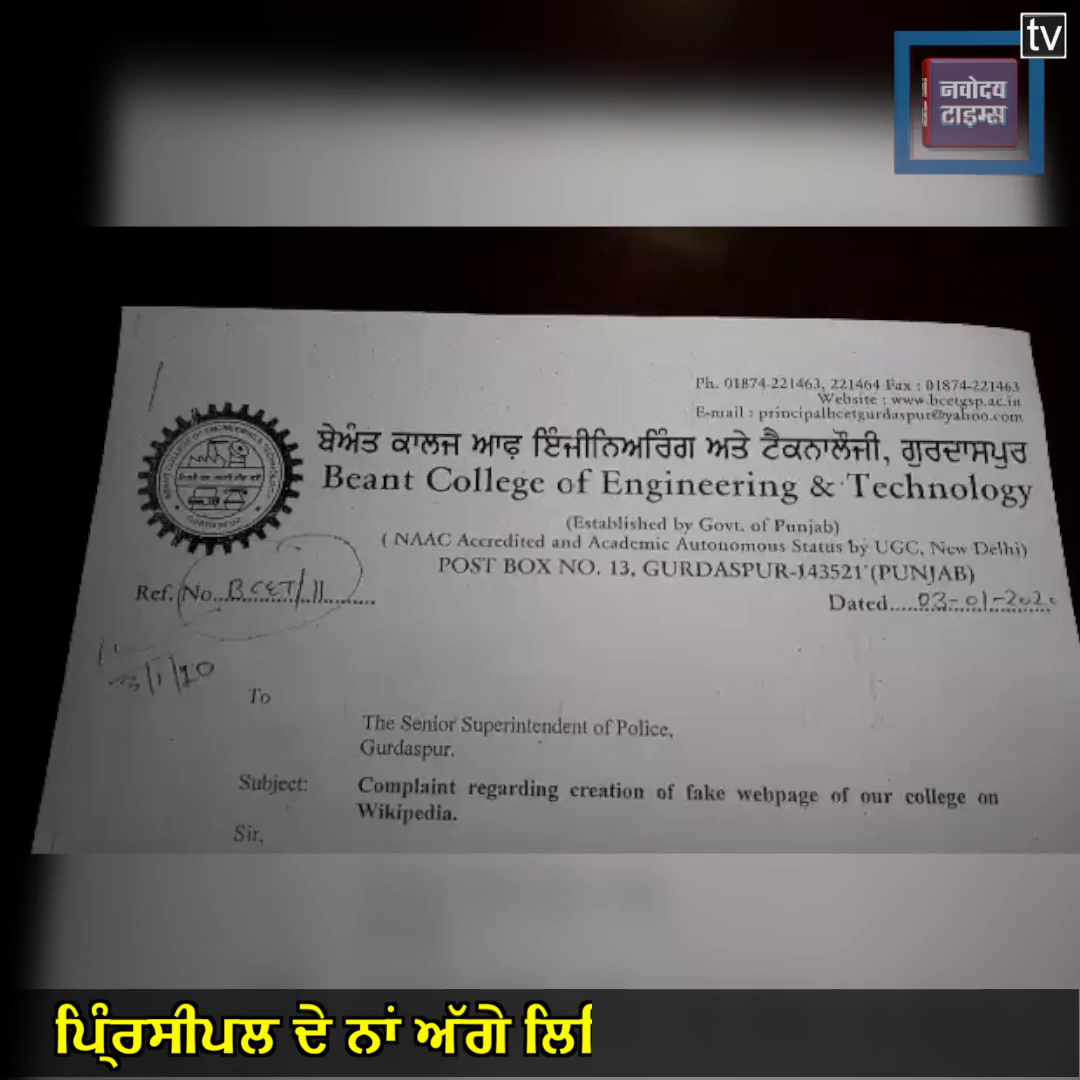 tv
नवोदय
टाइम्स
Ph. 01874-221463, 221464 Fax : 01874-221463
Website : www.bcetgsp.ac.in
E-mail : principalbcetgurdaspur@yahoo.com
ਬੇਅੰਤ ਕਾਲਜ ਆਫ਼ ਇੰਜੀਨਿਅਰਿੰਗ ਅਤੇ ਟੈਕਨਾਲੌਜੀ, ਗੁਰਦਾਸਪੁਰ
Beant College of Engineering & Technology
(Established by Govt. of Punjab)
( NAAC Accredited and Academic Autonomous Status by UGC, New Delhi)
POST BOX NO. 13, GURDASPUR-143521 (PUNJAB)
Ref. No. BCET/11
Dated 03-01-2020
3/1/20
To
The Senior Superintendent of Police,
Gurdaspur.
Subject: Complaint regarding creation of fake webpage of our college on
Wikipedia.
Sir,
ਪ੍ਰਿੰਸੀਪਲ ਦੇ ਨਾਂ ਅੱਗੇ ਲਿ